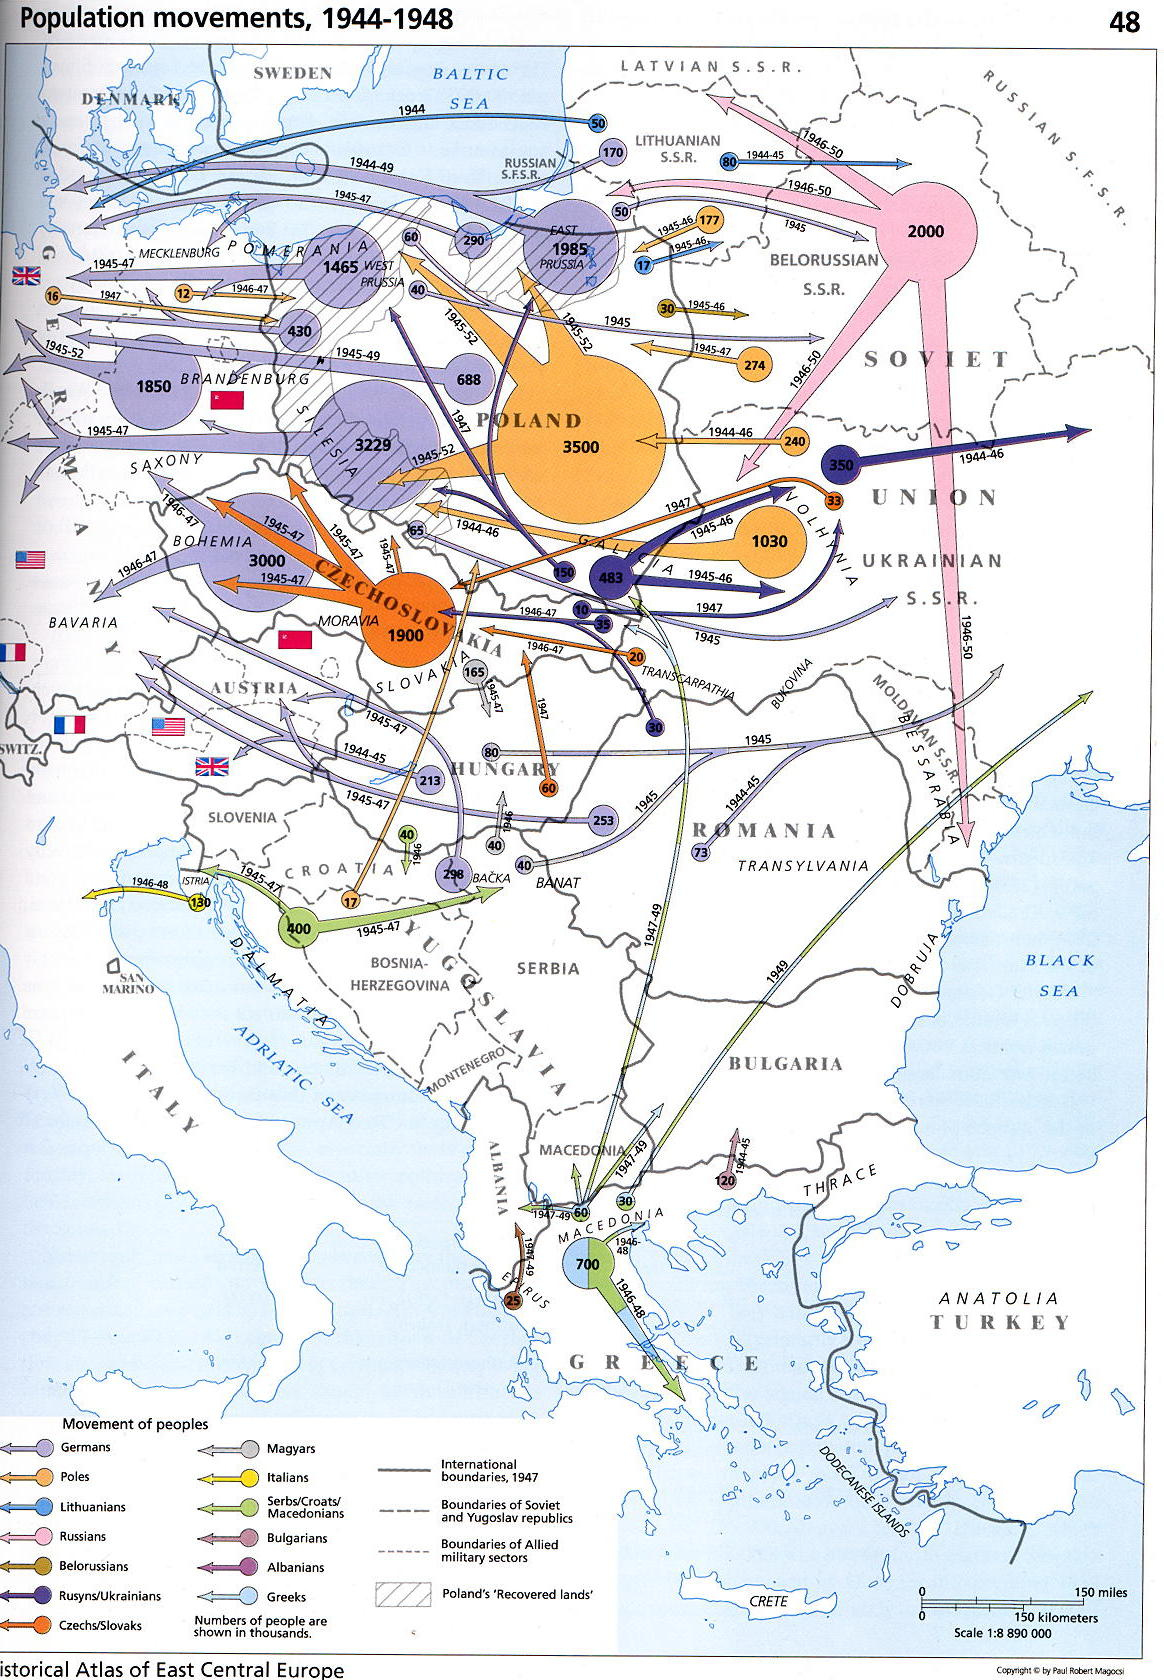 Population movements, 1944-1948
48
SWEDEN
BALTIC
SEA
DENMARK
LATVIAN S.S.R.
RUSSIAN S.F.S.R.
1944
50
170
LITHUANIAN
S.S.R.
1946-50
80
1944-45
RUSSIAN
S.F.S.R.
1944-49
1946-50
1945-47
50
177
1945
2000
60
290
EAST
1985
PRUSSIA
1945-46
1945-46
17
BELORUSSIAN
S.S.R.
MECKLENBURG
POMERANIA
1465
WEST
PRUSSIA
40
1945-47
16
1947
12
1946-47
30
1945-46
430
1945-52
1945-52
1945
1945-47
274
1946-50
SOVIET
UNION
GERMANY
1945-52
1850
BRANDENBURG
1945-49
688
POLAND
3500
1947
SILESIA
3229
1945-47
1945-52
1944-46
240
350
1944-46
SAXONY
33
1947
VOLHNIA
1946-47
BOHEMIA
3000
1945-47
1945-47
1945-47
1945-47
65
1944-46
GALICIA
1945-46
1030
UKRAINIAN
S.S.R.
1946-47
150
483
1945-46
CZECHOSLOVAKIA
MORAVIA
1900
1946-47
10
35
1947
1945
1946-50
BAVARIA
1946-47
20
TRANSCARPATHIA
SLOVAKIA
165
1945-47
BUKOVINA
MOLDAVIAN S.S.R.
BESSARABIA
AUSTRIA
1945-47
1947
30
SWITZ.
1944-45
213
80
HUNGARY
1945
60
1945-47
253
1945
1944-45
SLOVENIA
40
1946
1946
40
ROMANIA
73
TRANSYLVANIA
CROATIA
298
BAČKA
40
BANAT
1946-48
ISTRIA
1945-47
130
17
400
1945-47
1947-49
DALMATIA
YUGOSLAVIA
BOSNIA-
HERZEGOVINA
SERBIA
1949
DOBRUJA
BLACK
SEA
SAN
MARINO
ITALY
ADRIATIC SEA
MONTENEGRO
BULGARIA
ALBANIA
MACEDONIA
1947-49
1944-45
120
THRACE
1947-49
60
30
MACEDONIA
1946-
48
700
1947-49
EPIRUS
25
1946-48
ANATOLIA
TURKEY
GREECE
DODECANESE ISLANDS
CRETE
Movement of peoples
Germans
Poles
Lithuanians
Russians
Belorussians
Rusyns/Ukrainians
Czechs/Slovaks
Magyars
Italians
Serbs/Croats/
Macedonians
Bulgarians
Albanians
Greeks
Numbers of people are
shown in thousands.
International
boundaries, 1947
Boundaries of Soviet
and Yugoslav republics
Boundaries of Allied
military sectors
Poland's 'Recovered lands'
0 150 miles
0 150 kilometers
Scale 1:8 890 000
istorical Atlas of East Central Europe
Copyright © by Paul Robert Magocsi